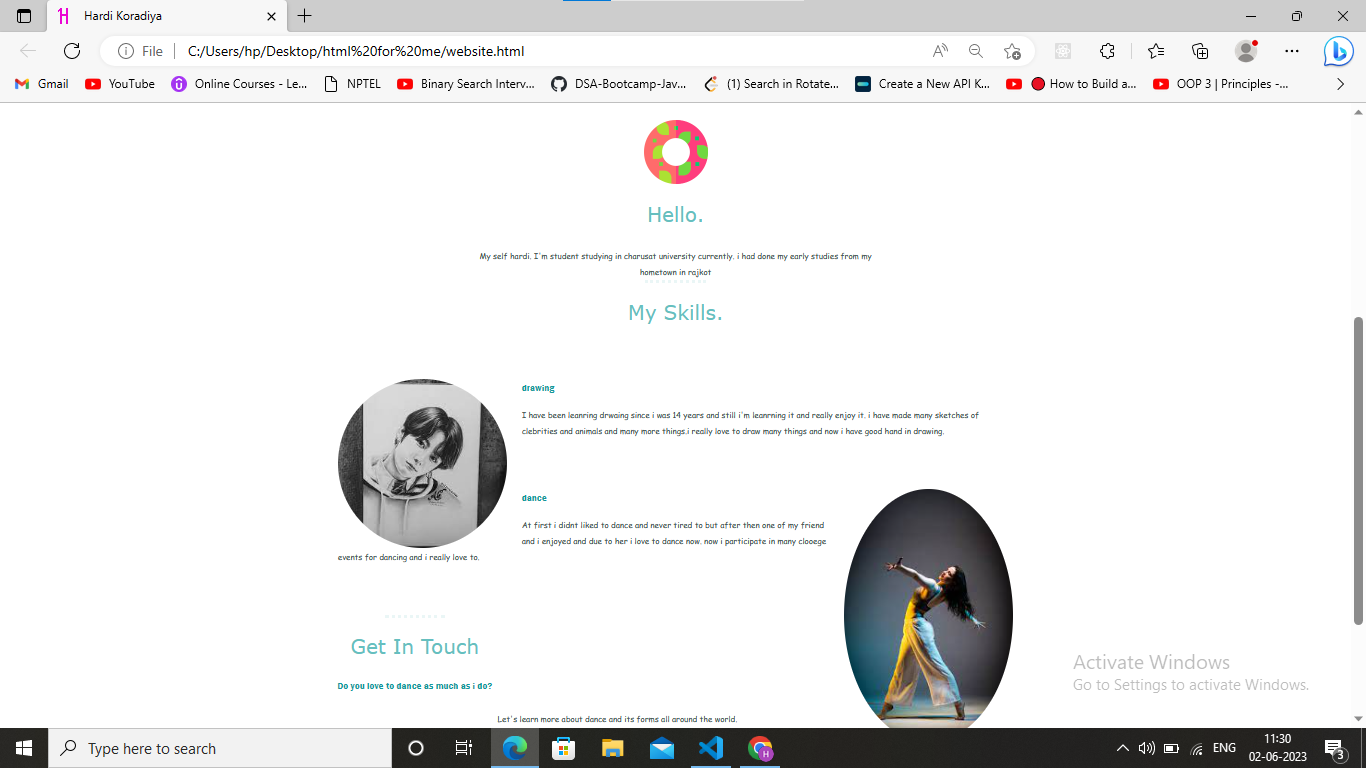 Hardi Koradiya
File
C:/Users/hp/Desktop/html%20for%20me/website.html
Gmail
YouTube
Online Courses - Le...
NPTEL
Binary Search Interv...
DSA-Bootcamp-Jav...
(1) Search in Rotate...
Create a New API K...
How to Build a...
OOP 3 | Principles -...
Hello.
My self hardi. I'm student studying in charusat university currently. i had done my early studies from my
hometown in rajkot
My Skills.
drawing
I have been leanring drwaing since i was 14 years and still i'm leanrning it and really enjoy it. i have made many sketches of
clebrities and animals and many more things.i really love to draw many things and now i have good hand in drawing.
dance
At first i didnt liked to dance and never tired to but after then one of my friend
and i enjoyed and due to her i love to dance now. now i participate in many clooege
events for dancing and i really love to.
Get In Touch
Do you love to dance as much as i do?
Let's learn more about dance and its forms all around the world.
Activate Windows
Go to Settings to activate Windows.
Type here to search
ENG
11:30
02-06-2023
3